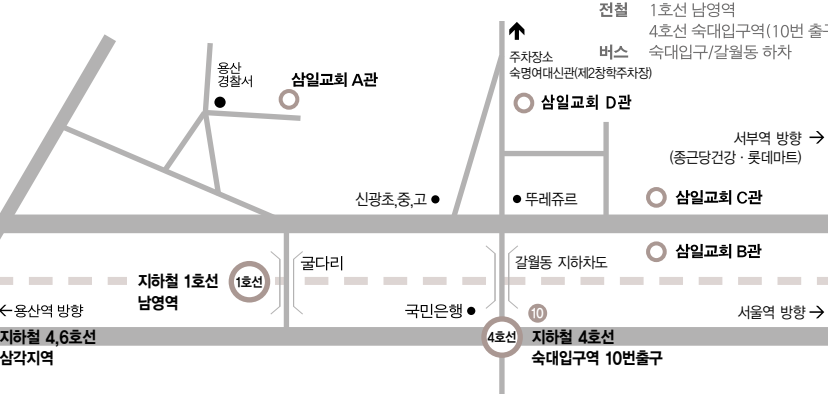 전철 1호선 남영역
4호선 숙대입구역(10번 출구
버스 숙대입구/갈월동 하차
주차장소
숙명여대신관(제2창학주차장)
용산
경찰서
삼일교회 A관
삼일교회 D관
서부역 방향 →
(종근당건강 · 롯데마트)
신광초,중,고
뚜레쥬르
삼일교회 C관
삼일교회 B관
굴다리
갈월동 지하차도
지하철 1호선
남영역
1호선
←용산역 방향
국민은행
10
서울역 방향 →
지하철 4,6호선
삼각지역
4호선
지하철 4호선
숙대입구역 10번출구